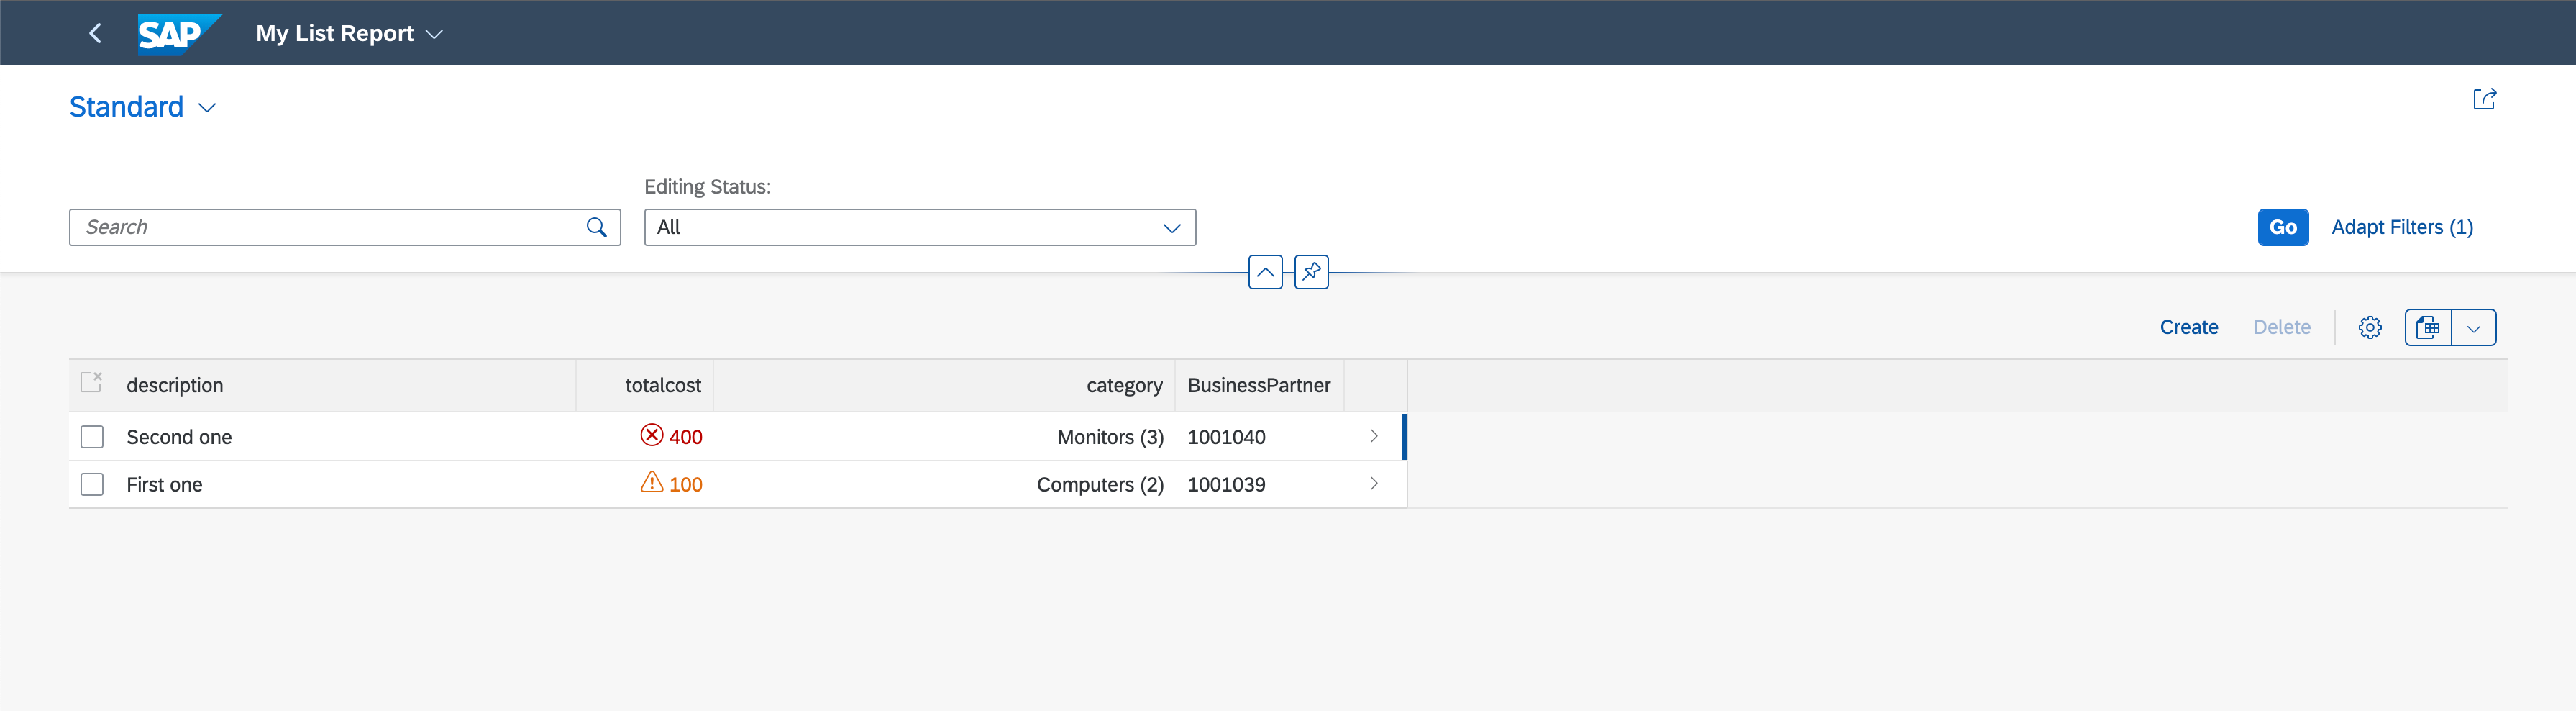 SAP My List Report
Standard
Editing Status:
Search All Go Adapt Filters (1)
Create Delete
description totalcost category BusinessPartner
Second one 400 Monitors (3) 1001040
First one 100 Computers (2) 1001039